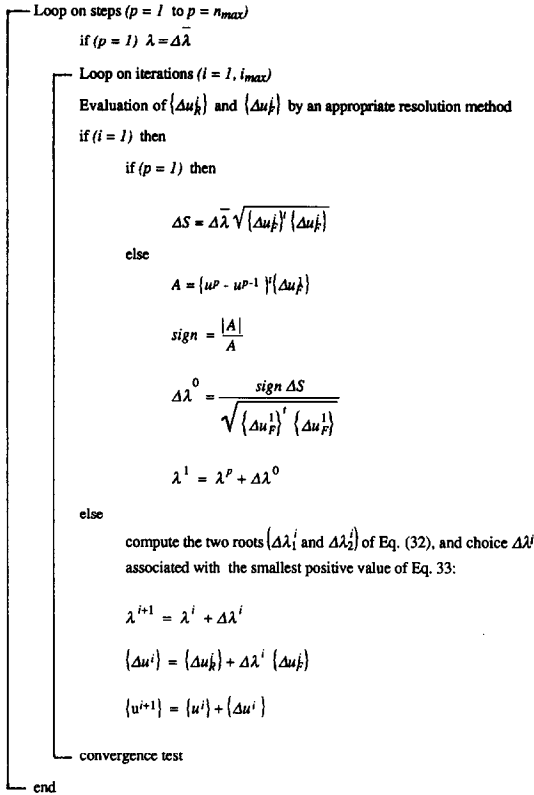 Loop on steps (p = 1 to p = n_max)
if (p = 1) λ = Δλ̄
Loop on iterations (i = 1, i_max)
Evaluation of {Δu_R^i} and {Δu_F^i} by an appropriate resolution method
if (i = 1) then
if (p = 1) then
ΔS = Δλ̄ √({Δu_F^i}^t {Δu_F^i})
else
A = {u^p - u^{p-1}}^t {Δu_F^i}
sign = |A| / A
Δλ^0 = sign ΔS / √({Δu_F^1}^t {Δu_F^1})
λ^1 = λ^p + Δλ^0
else
compute the two roots (Δλ_1^i and Δλ_2^i) of Eq. (32), and choice Δλ^i
associated with the smallest positive value of Eq. 33:
λ^{i+1} = λ^i + Δλ^i
{Δu^i} = {Δu_R^i} + Δλ^i {Δu_F^i}
{u^{i+1}} = {u^i} + {Δu^i}
convergence test
end